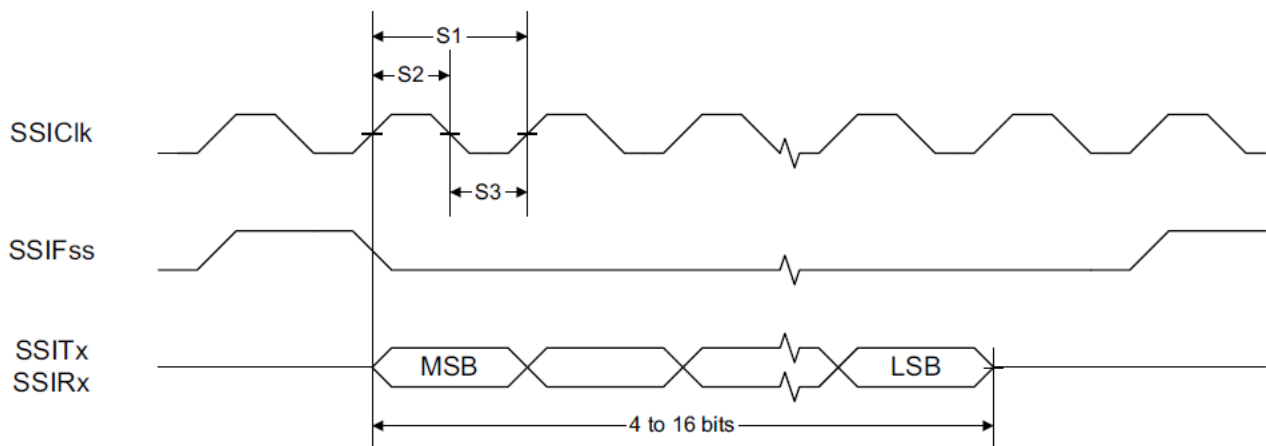 S1
S2
SSIClk
S3
SSIFss
SSITx
SSIRx
MSB
LSB
4 to 16 bits